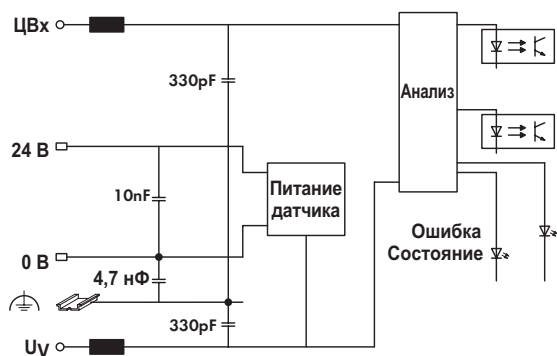 ЦВх
330pF
Анализ
24 В
Питание
датчика
10nF
Ошибка
Состояние
0 В
4,7 нФ
330pF
UV